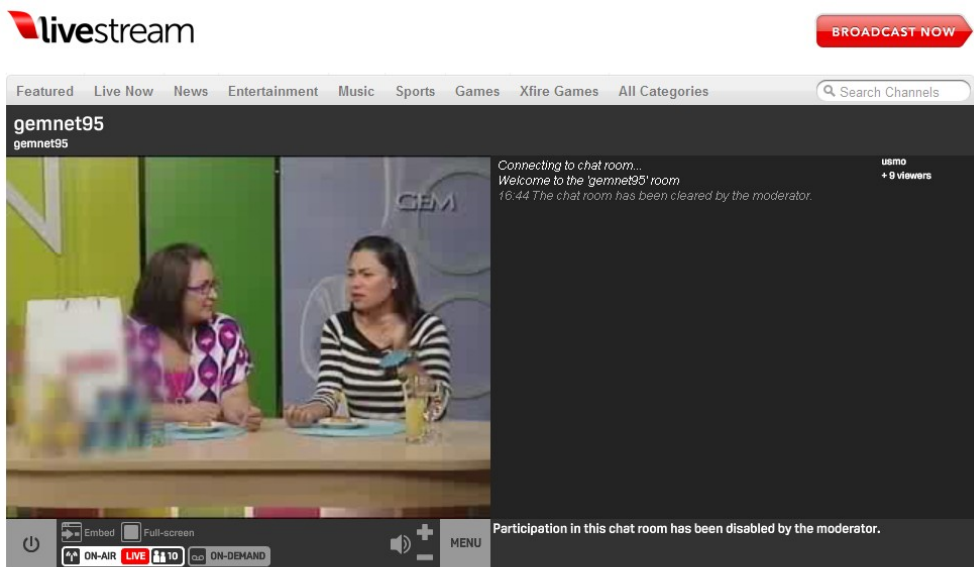 livestream
BROADCAST NOW
Featured Live Now News Entertainment Music Sports Games Xfire Games All Categories
Search Channels
gemnet95
gemnet95
GEM
Connecting to chat room...
Welcome to the 'gemnet95' room
16:44 The chat room has been cleared by the moderator.
usmo
+ 9 viewers
Embed Full-screen
ON-AIR LIVE 10 ON-DEMAND
MENU
Participation in this chat room has been disabled by the moderator.